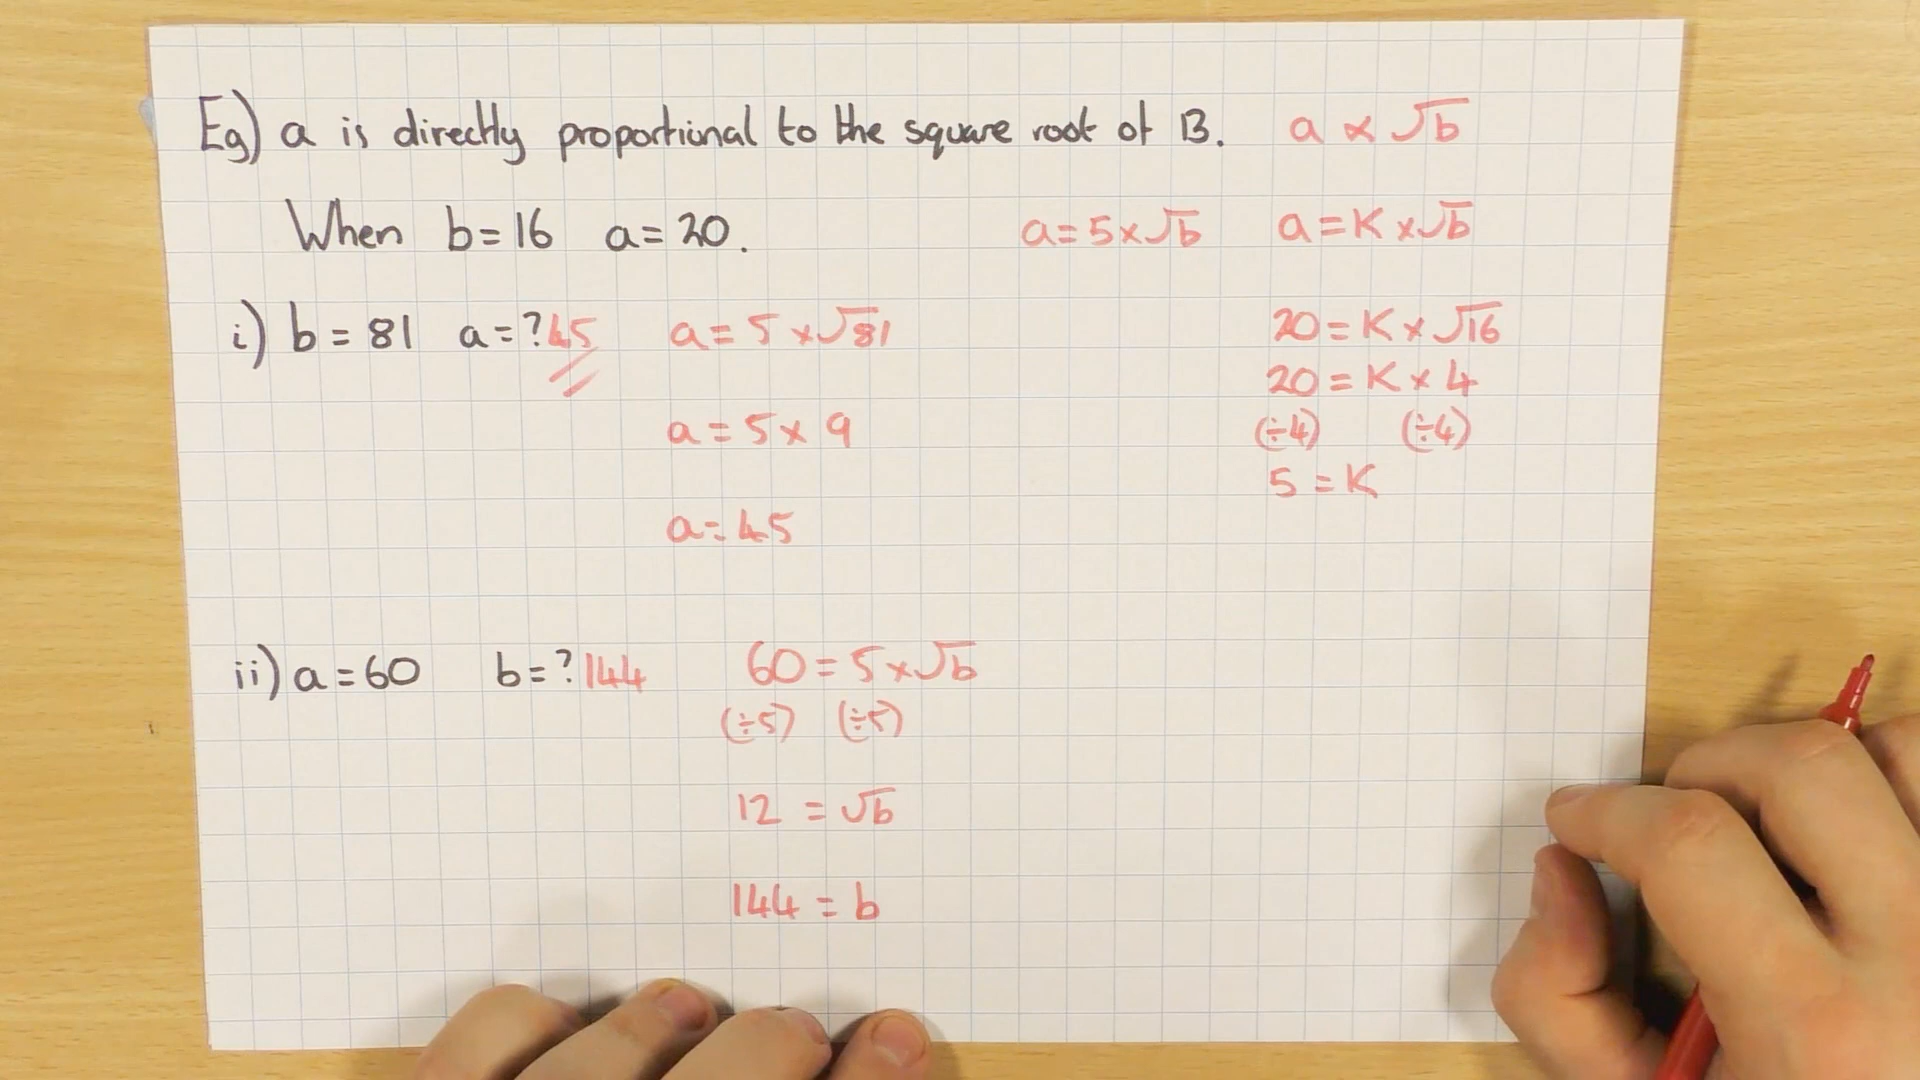 Eg) a is directly proportional to the square root of B. a ∝ √b
When b=16 a=20. a=5×√b a=K×√b
i) b=81 a=?45 a=5×√81 20=K×√16
20=K×4
a=5×9 (÷4) (÷4)
5=K
a=45
ii) a=60 b=?144 60=5×√b
(÷5) (÷5)
12=√b
144=b